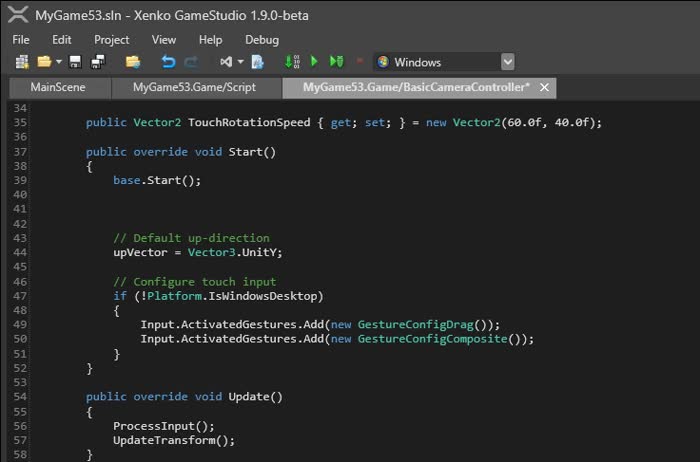 MyGame53.sln - Xenko GameStudio 1.9.0-beta
File Edit Project View Help Debug
Windows
MainScene MyGame53.Game/Script MyGame53.Game/BasicCameraController*
34
35 public Vector2 TouchRotationSpeed { get; set; } = new Vector2(60.0f, 40.0f);
36
37 public override void Start()
38 {
39 base.Start();
40
41
42
43 // Default up-direction
44 upVector = Vector3.UnitY;
45
46 // Configure touch input
47 if (!Platform.IsWindowsDesktop)
48 {
49 Input.ActivatedGestures.Add(new GestureConfigDrag());
50 Input.ActivatedGestures.Add(new GestureConfigComposite());
51 }
52 }
53
54 public override void Update()
55 {
56 ProcessInput();
57 UpdateTransform();
58 }